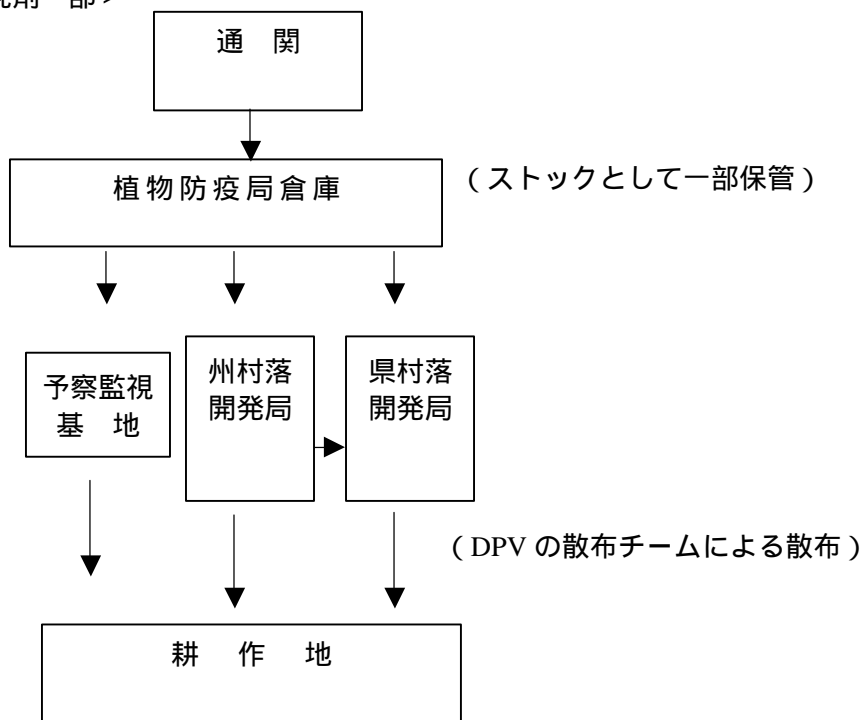 部>
通 関
植物防疫局倉庫
(ストックとして一部保管)
予察監視
基 地
州村落
開発局
県村落
開発局
(DPV の散布チームによる散布)
耕 作 地